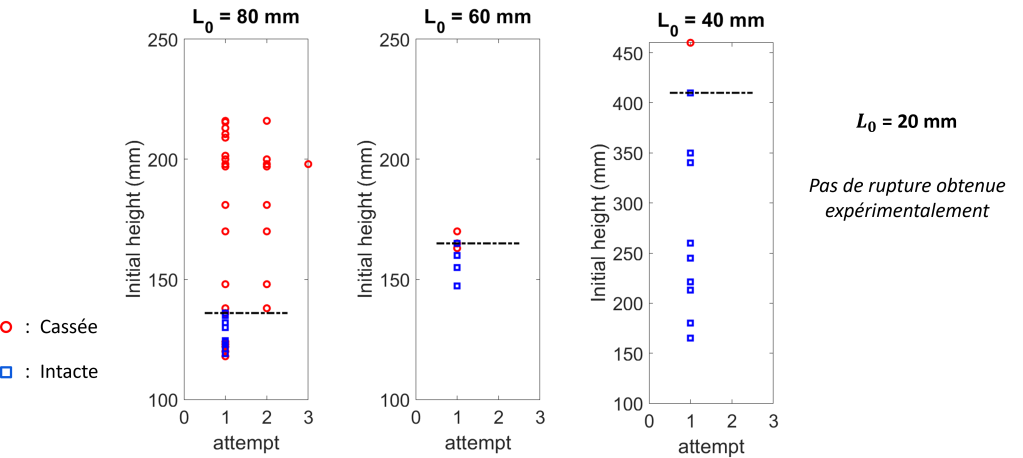 L0 = 80 mm
250
200
150
100
Initial height (mm)
0 1 2 3
attempt
L0 = 60 mm
250
200
150
100
Initial height (mm)
0 1 2 3
attempt
L0 = 40 mm
450
400
350
300
250
200
150
100
Initial height (mm)
0 1 2 3
attempt
L0 = 20 mm
Pas de rupture obtenue
expérimentalement
: Cassée
: Intacte